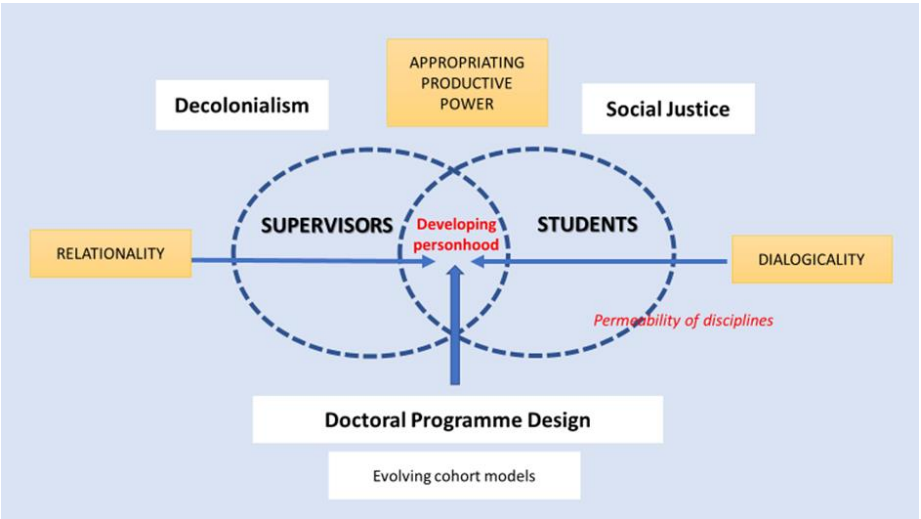 APPROPRIATING
PRODUCTIVE
POWER
Decolonialism
Social Justice
SUPERVISORS
Developing
personhood
STUDENTS
RELATIONALITY
DIALOGICALITY
Permeability of disciplines
Doctoral Programme Design
Evolving cohort models